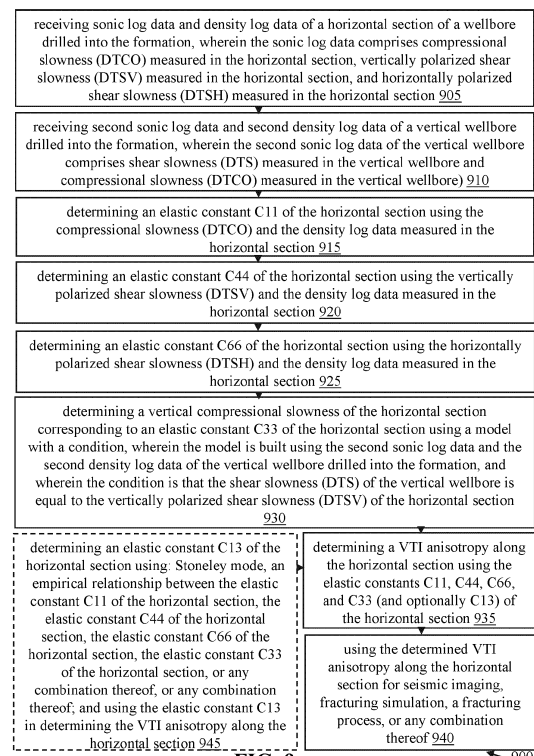 receiving sonic log data and density log data of a horizontal section of a wellbore
drilled into the formation, wherein the sonic log data comprises compressional
slowness (DTCO) measured in the horizontal section, vertically polarized shear
slowness (DTSV) measured in the horizontal section, and horizontally polarized
shear slowness (DTSH) measured in the horizontal section 905
receiving second sonic log data and second density log data of a vertical wellbore
drilled into the formation, wherein the second sonic log data of the vertical wellbore
comprises shear slowness (DTS) measured in the vertical wellbore and
compressional slowness (DTCO) measured in the vertical wellbore) 910
determining an elastic constant C11 of the horizontal section using the
compressional slowness (DTCO) and the density log data measured in the
horizontal section 915
determining an elastic constant C44 of the horizontal section using the vertically
polarized shear slowness (DTSV) and the density log data measured in the
horizontal section 920
determining an elastic constant C66 of the horizontal section using the horizontally
polarized shear slowness (DTSH) and the density log data measured in the
horizontal section 925
determining a vertical compressional slowness of the horizontal section
corresponding to an elastic constant C33 of the horizontal section using a model
with a condition, wherein the model is built using the second sonic log data and the
second density log data of the vertical wellbore drilled into the formation, and
wherein the condition is that the shear slowness (DTS) of the vertical wellbore is
equal to the vertically polarized shear slowness (DTSV) of the horizontal section
930
determining an elastic constant C13 of the
horizontal section using: Stoneley mode, an
empirical relationship between the elastic
constant C11 of the horizontal section, the
elastic constant C44 of the horizontal
section, the elastic constant C66 of the
horizontal section, the elastic constant C33
of the horizontal section, or any
combination thereof, or any combination
thereof; and using the elastic constant C13
in determining the VTI anisotropy along the
horizontal section 945
determining a VTI anisotropy along
the horizontal section using the
elastic constants C11, C44, C66,
and C33 (and optionally C13) of
the horizontal section 935
using the determined VTI
anisotropy along the horizontal
section for seismic imaging,
fracturing simulation, a fracturing
process, or any combination
thereof 940